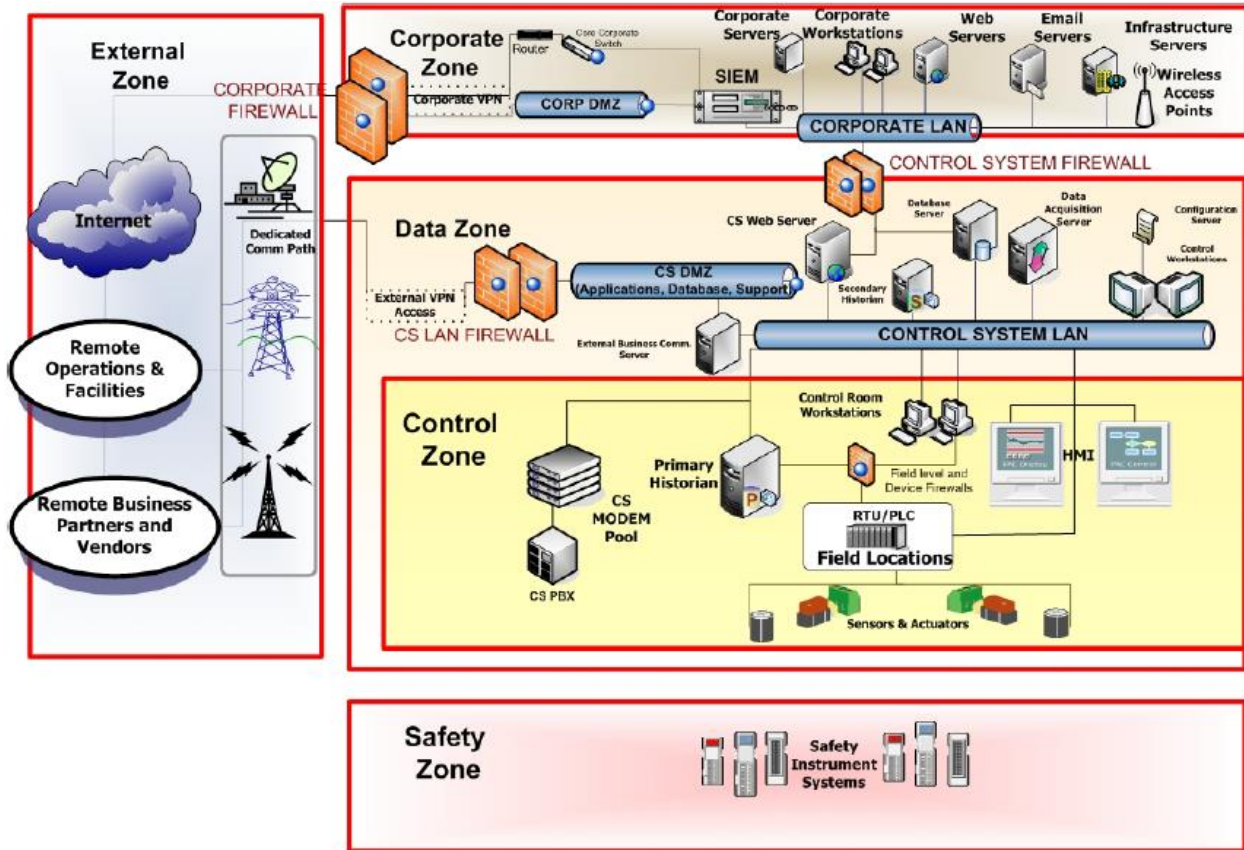 External
Zone
Internet
Dedicated
Comm Path
Remote
Operations &
Facilities
Remote Business
Partners and
Vendors
CORPORATE
FIREWALL
Corporate
Zone
Router
Core Corporate
Switch
Corporate VPN
CORP DMZ
SIEM
Corporate
Servers
Corporate
Workstations
Web
Servers
Email
Servers
Infrastructure
Servers
Wireless
Access
Points
CORPORATE LAN
CONTROL SYSTEM FIREWALL
Data Zone
External VPN
Access
CS LAN FIREWALL
CS DMZ
(Applications, Database, Support)
CS Web Server
Database
Server
Data
Acquisition
Server
Configuration
Server
Control
Workstations
Secondary
Historian
S
External Business Comm.
Server
CONTROL SYSTEM LAN
Control
Zone
CS
MODEM
Pool
CS PBX
Primary
Historian
P
Control Room
Workstations
Field level and
Device Firewalls
HMI
RTU/PLC
Field Locations
Sensors & Actuators
Safety
Zone
Safety
Instrument
Systems